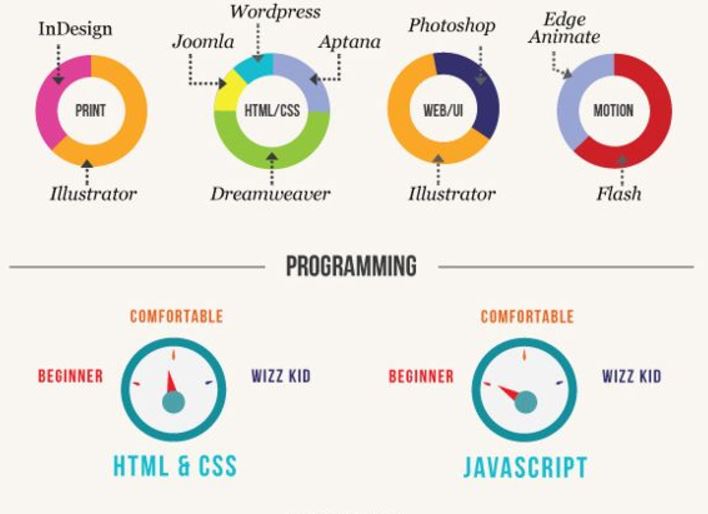 InDesign
PRINT
Illustrator
Wordpress
Joomla
Aptana
HTML/CSS
Dreamweaver
Photoshop
WEB/UI
Illustrator
Edge
Animate
MOTION
Flash
PROGRAMMING
COMFORTABLE
BEGINNER
WIZZ KID
HTML & CSS
COMFORTABLE
BEGINNER
WIZZ KID
JAVASCRIPT